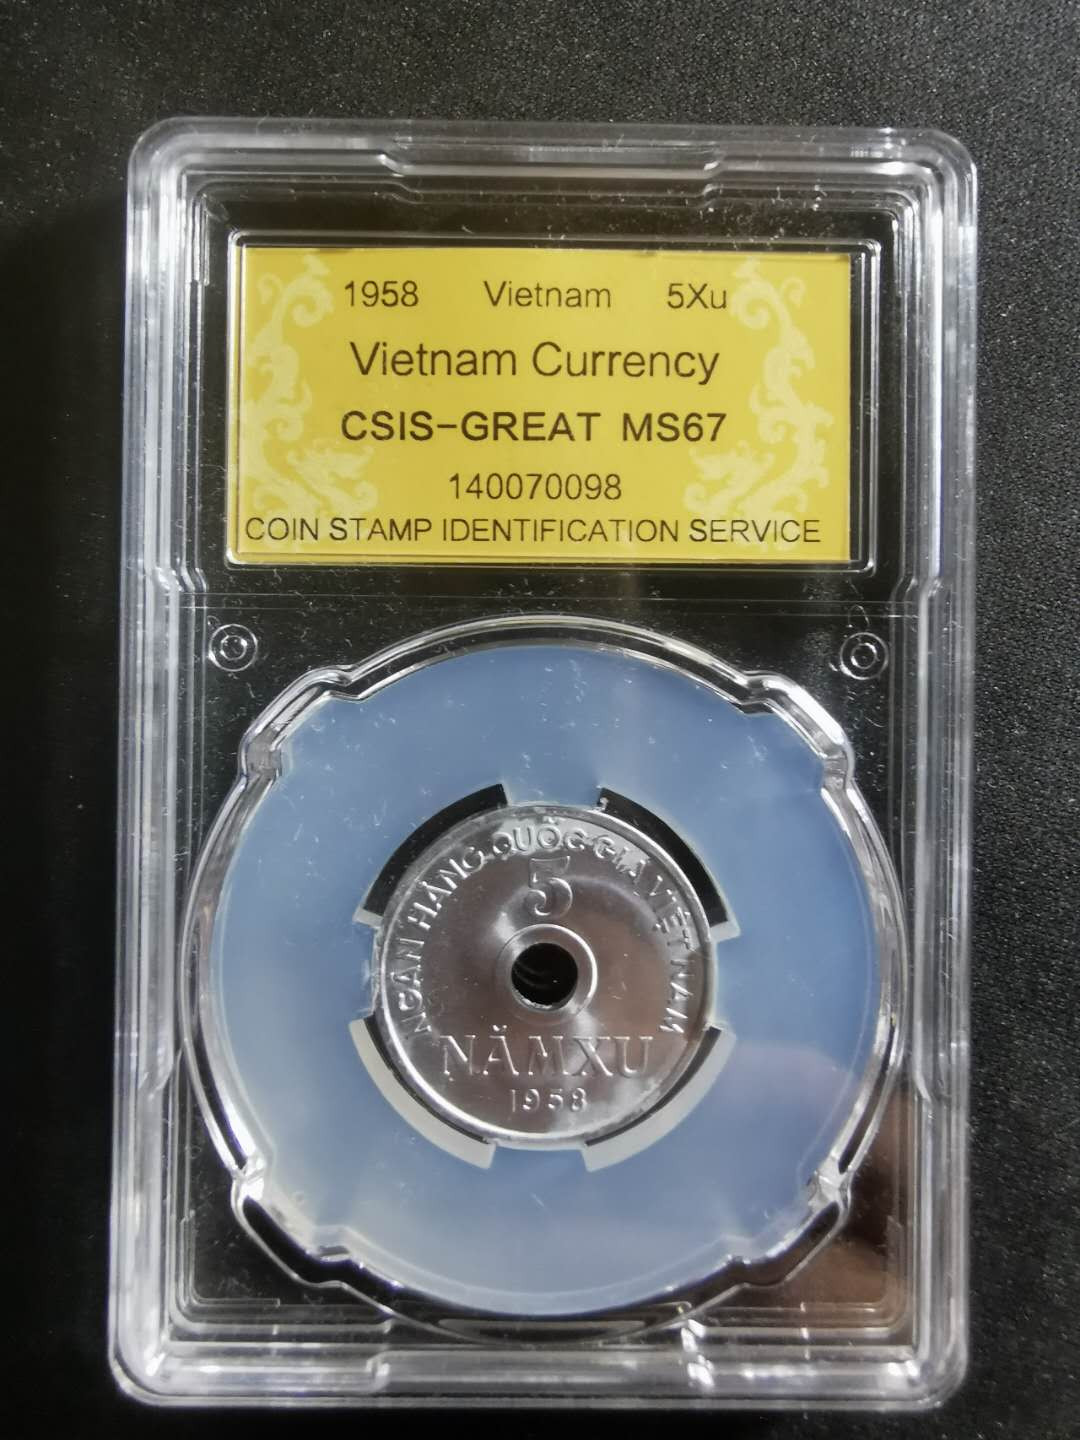 1958 Vietnam 5Xu
Vietnam Currency
CSIS-GREAT MS67
140070098
COIN STAMP IDENTIFICATION SERVICE
NGÂN HÀNG QUỐC GIA VIỆT NAM
5
NĂM XU
1958